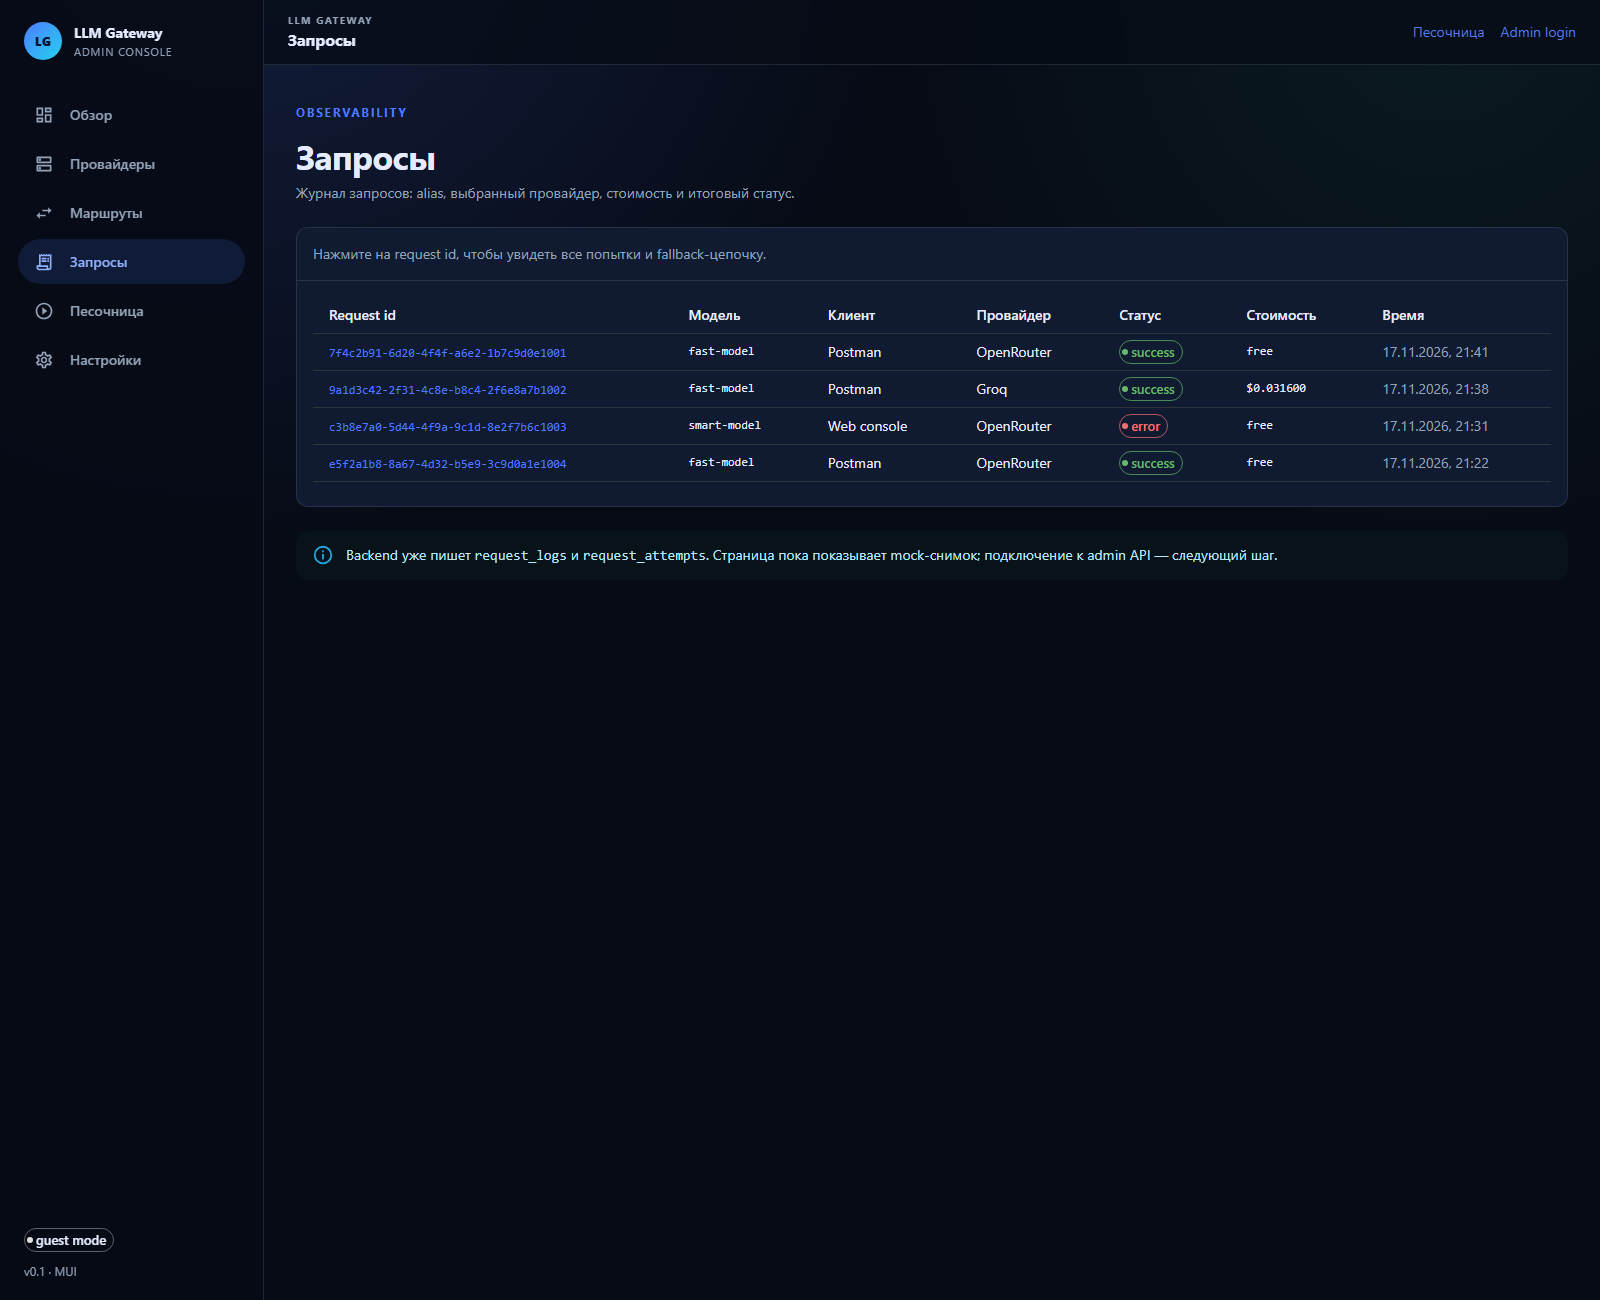 LG
LLM Gateway
ADMIN CONSOLE
Обзор
Провайдеры
Маршруты
Запросы
Песочница
Настройки
guest mode
v0.1 · MUI
LLM GATEWAY
Запросы
Песочница Admin login
OBSERVABILITY
Запросы
Журнал запросов: alias, выбранный провайдер, стоимость и итоговый статус.
Нажмите на request id, чтобы увидеть все попытки и fallback-цепочку.
Request id Модель Клиент Провайдер Статус Стоимость Время
7f4c2b91-6d20-4f4f-a6e2-1b7c9d0e1001 fast-model Postman OpenRouter success free 17.11.2026, 21:41
9a1d3c42-2f31-4c8e-b8c4-2f6e8a7b1002 fast-model Postman Groq success $0.031600 17.11.2026, 21:38
c3b8e7a0-5d44-4f9a-9c1d-8e2f7b6c1003 smart-model Web console OpenRouter error free 17.11.2026, 21:31
e5f2a1b8-8a67-4d32-b5e9-3c9d0a1e1004 fast-model Postman OpenRouter success free 17.11.2026, 21:22
Backend уже пишет request_logs и request_attempts. Страница пока показывает mock-снимок; подключение к admin API — следующий шаг.